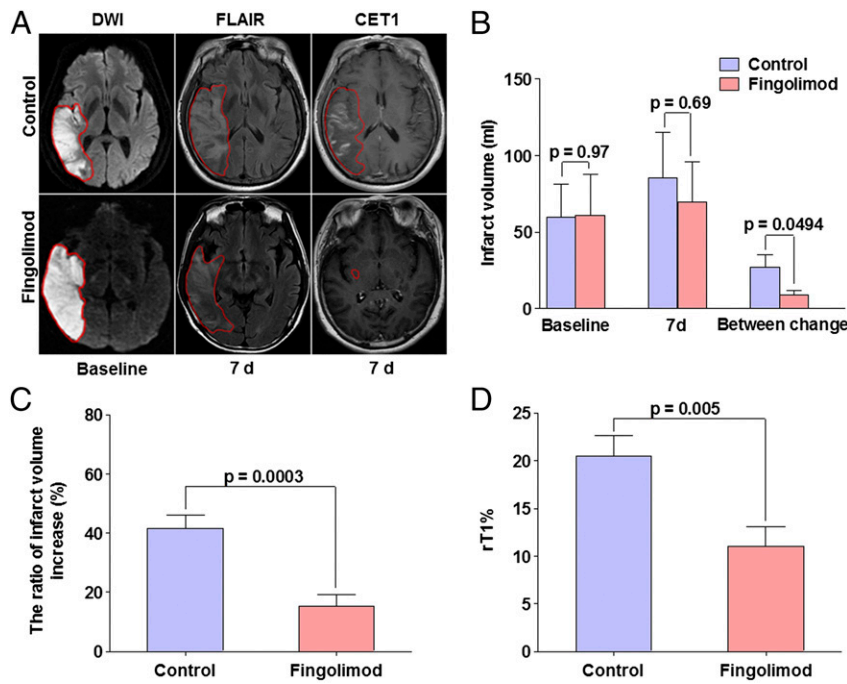 A
DWI
FLAIR
CET1
Control
Fingolimod
Baseline
7 d
7 d
B
Control
Fingolimod
Infarct volume (ml)
150
100
50
0
p = 0.97
p = 0.69
p = 0.0494
Baseline
7d
Between change
C
The ratio of infarct volume
increase (%)
80
60
40
20
0
p = 0.0003
Control
Fingolimod
D
rT1%
25
20
15
10
5
0
p = 0.005
Control
Fingolimod